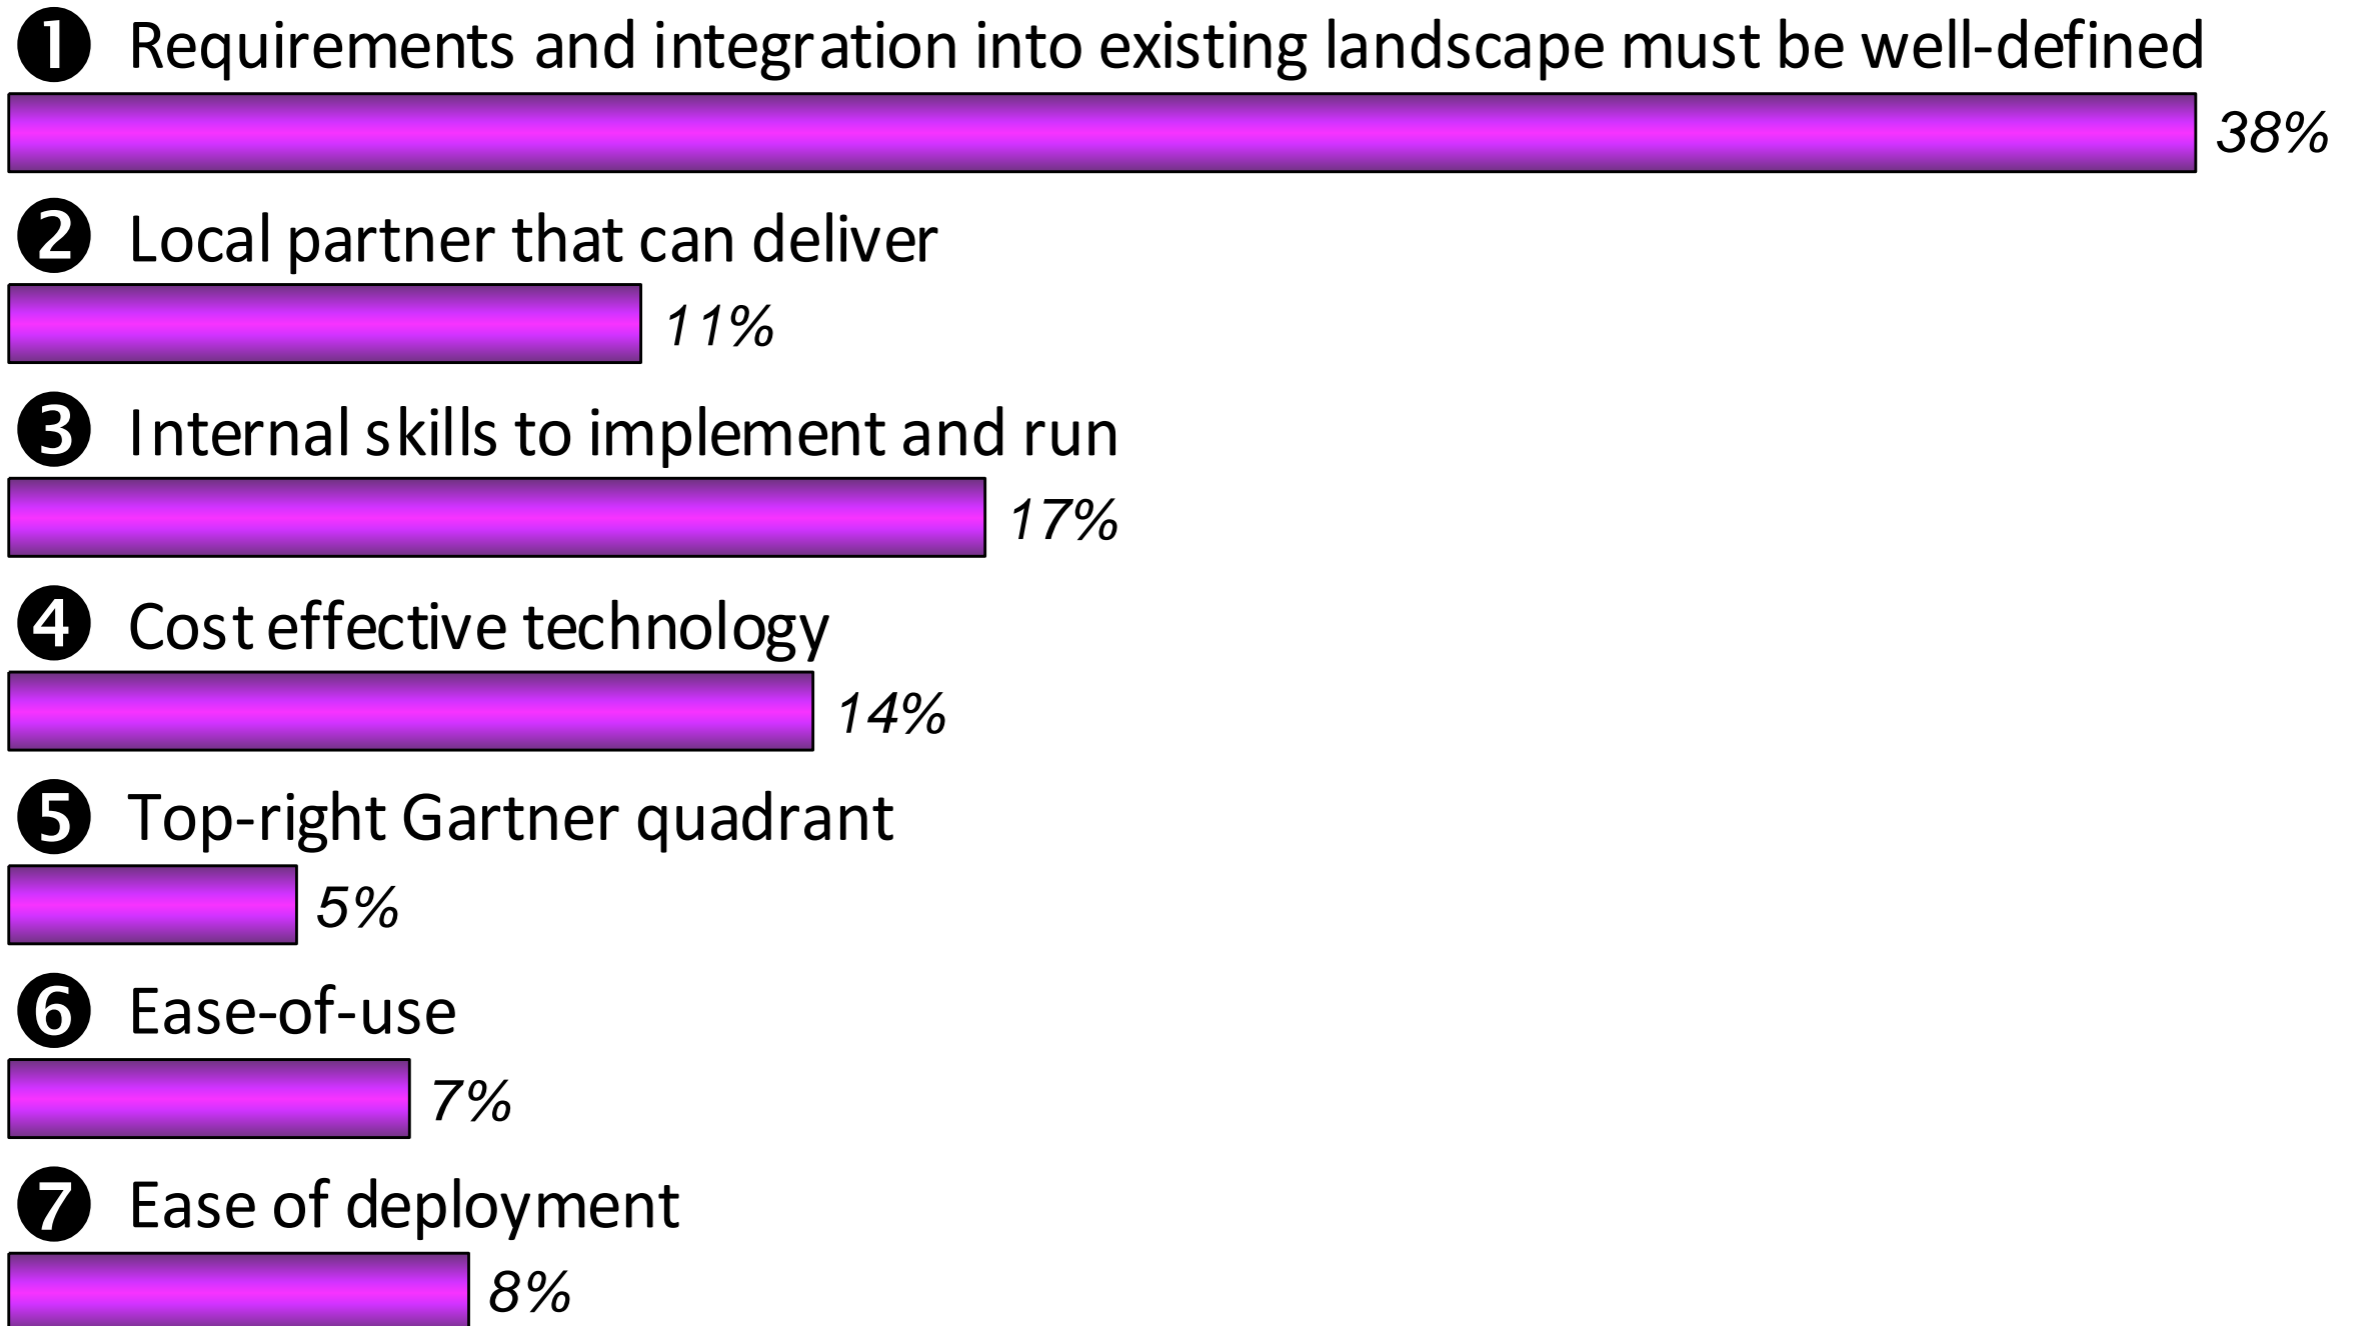 ❶ Requirements and integration into existing landscape must be well-defined
38%
❷ Local partner that can deliver
11%
❸ Internal skills to implement and run
17%
❹ Cost effective technology
14%
❺ Top-right Gartner quadrant
5%
❻ Ease-of-use
7%
❼ Ease of deployment
8%